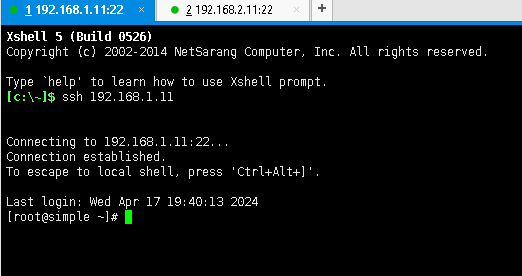 1 192.168.1.11:22 × 2 192.168.2.11:22 × +
Xshell 5 (Build 0526)
Copyright (c) 2002-2014 NetSarang Computer, Inc. All rights reserved.
Type `help' to learn how to use Xshell prompt.
[c:\~]$ ssh 192.168.1.11
Connecting to 192.168.1.11:22...
Connection established.
To escape to local shell, press 'Ctrl+Alt+]'.
Last login: Wed Apr 17 19:40:13 2024
[root@simple ~]#